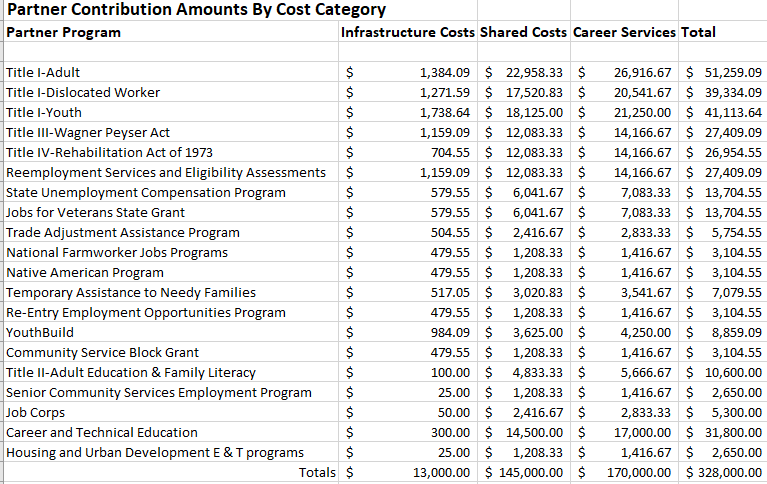 Partner Contribution Amounts By Cost Category
Partner Program Infrastructure Costs Shared Costs Career Services Total
Title I-Adult $ 1,384.09 $ 22,958.33 $ 26,916.67 $ 51,259.09
Title I-Dislocated Worker $ 1,271.59 $ 17,520.83 $ 20,541.67 $ 39,334.09
Title I-Youth $ 1,738.64 $ 18,125.00 $ 21,250.00 $ 41,113.64
Title III-Wagner Peyser Act $ 1,159.09 $ 12,083.33 $ 14,166.67 $ 27,409.09
Title IV-Rehabilitation Act of 1973 $ 704.55 $ 12,083.33 $ 14,166.67 $ 26,954.55
Reemployment Services and Eligibility Assessments $ 1,159.09 $ 12,083.33 $ 14,166.67 $ 27,409.09
State Unemployment Compensation Program $ 579.55 $ 6,041.67 $ 7,083.33 $ 13,704.55
Jobs for Veterans State Grant $ 579.55 $ 6,041.67 $ 7,083.33 $ 13,704.55
Trade Adjustment Assistance Program $ 504.55 $ 2,416.67 $ 2,833.33 $ 5,754.55
National Farmworker Jobs Programs $ 479.55 $ 1,208.33 $ 1,416.67 $ 3,104.55
Native American Program $ 479.55 $ 1,208.33 $ 1,416.67 $ 3,104.55
Temporary Assistance to Needy Families $ 517.05 $ 3,020.83 $ 3,541.67 $ 7,079.55
Re-Entry Employment Opportunities Program $ 479.55 $ 1,208.33 $ 1,416.67 $ 3,104.55
YouthBuild $ 984.09 $ 3,625.00 $ 4,250.00 $ 8,859.09
Community Service Block Grant $ 479.55 $ 1,208.33 $ 1,416.67 $ 3,104.55
Title II-Adult Education & Family Literacy $ 100.00 $ 4,833.33 $ 5,666.67 $ 10,600.00
Senior Community Services Employment Program $ 25.00 $ 1,208.33 $ 1,416.67 $ 2,650.00
Job Corps $ 50.00 $ 2,416.67 $ 2,833.33 $ 5,300.00
Career and Technical Education $ 300.00 $ 14,500.00 $ 17,000.00 $ 31,800.00
Housing and Urban Development E & T programs $ 25.00 $ 1,208.33 $ 1,416.67 $ 2,650.00
Totals $ 13,000.00 $ 145,000.00 $ 170,000.00 $ 328,000.00